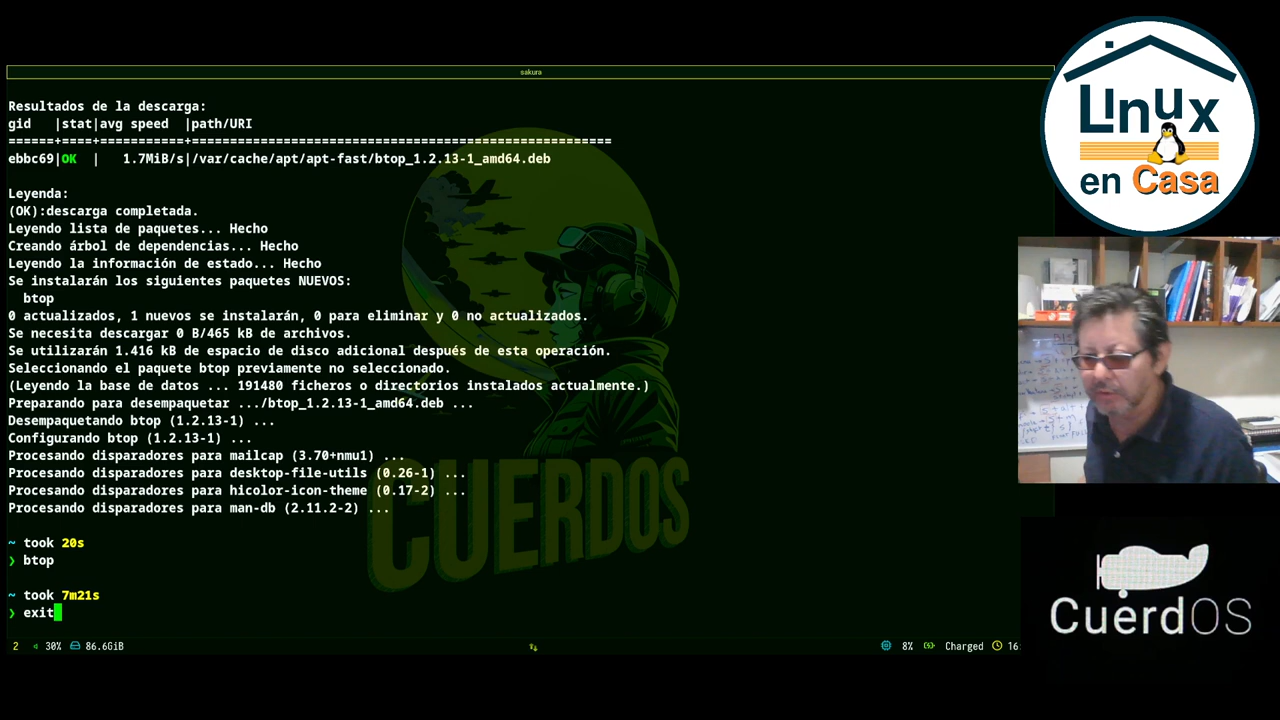 sakura
Resultados de la descarga:
gid   |stat|avg speed  |path/URI
======+====+===========+=======================================================
ebbc69|OK  |   1.7MiB/s|/var/cache/apt/apt-fast/btop_1.2.13-1_amd64.deb
Leyenda:
(OK):descarga completada.
Leyendo lista de paquetes... Hecho
Creando árbol de dependencias... Hecho
Leyendo la información de estado... Hecho
Se instalarán los siguientes paquetes NUEVOS:
  btop
0 actualizados, 1 nuevos se instalarán, 0 para eliminar y 0 no actualizados.
Se necesita descargar 0 B/465 kB de archivos.
Se utilizarán 1.416 kB de espacio de disco adicional después de esta operación.
Seleccionando el paquete btop previamente no seleccionado.
(Leyendo la base de datos ... 191480 ficheros o directorios instalados actualmente.)
Preparando para desempaquetar .../btop_1.2.13-1_amd64.deb ...
Desempaquetando btop (1.2.13-1) ...
Configurando btop (1.2.13-1) ...
Procesando disparadores para mailcap (3.70+nmu1) ...
Procesando disparadores para desktop-file-utils (0.26-1) ...
Procesando disparadores para hicolor-icon-theme (0.17-2) ...
Procesando disparadores para man-db (2.11.2-2) ...
~ took 20s
❯ btop
~ took 7m21s
❯ exit
CUERDOS
2 30% 86.6GiB
8% Charged 16:
Linux
en Casa
CuerdOS